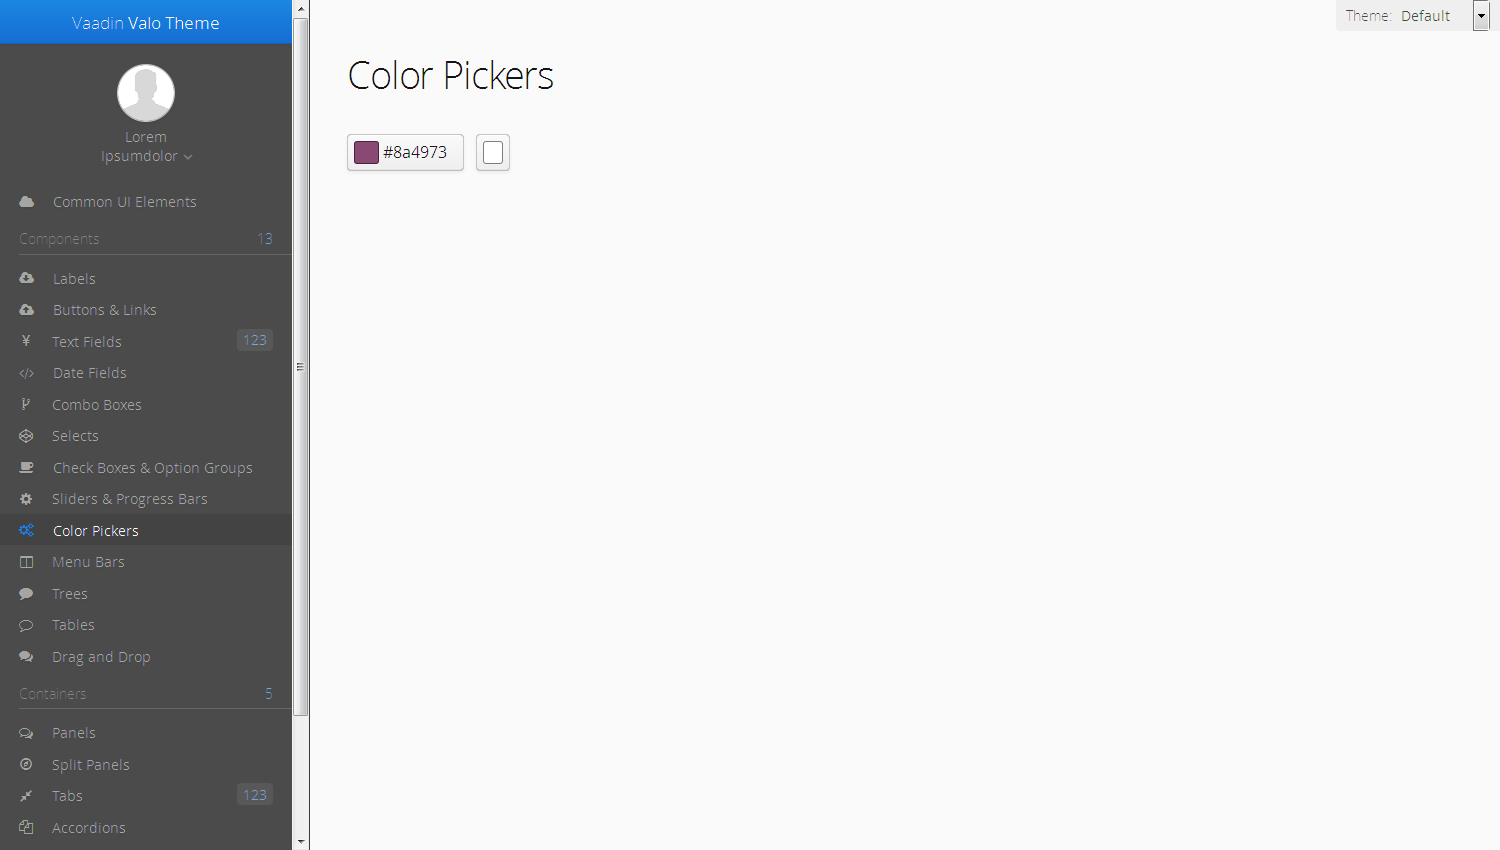 Vaadin Valo Theme
Lorem
Ipsumdolor
Common UI Elements
Components 13
Labels
Buttons & Links
Text Fields 123
Date Fields
Combo Boxes
Selects
Check Boxes & Option Groups
Sliders & Progress Bars
Color Pickers
Menu Bars
Trees
Tables
Drag and Drop
Containers 5
Panels
Split Panels
Tabs 123
Accordions
Theme: Default
Color Pickers
#8a4973